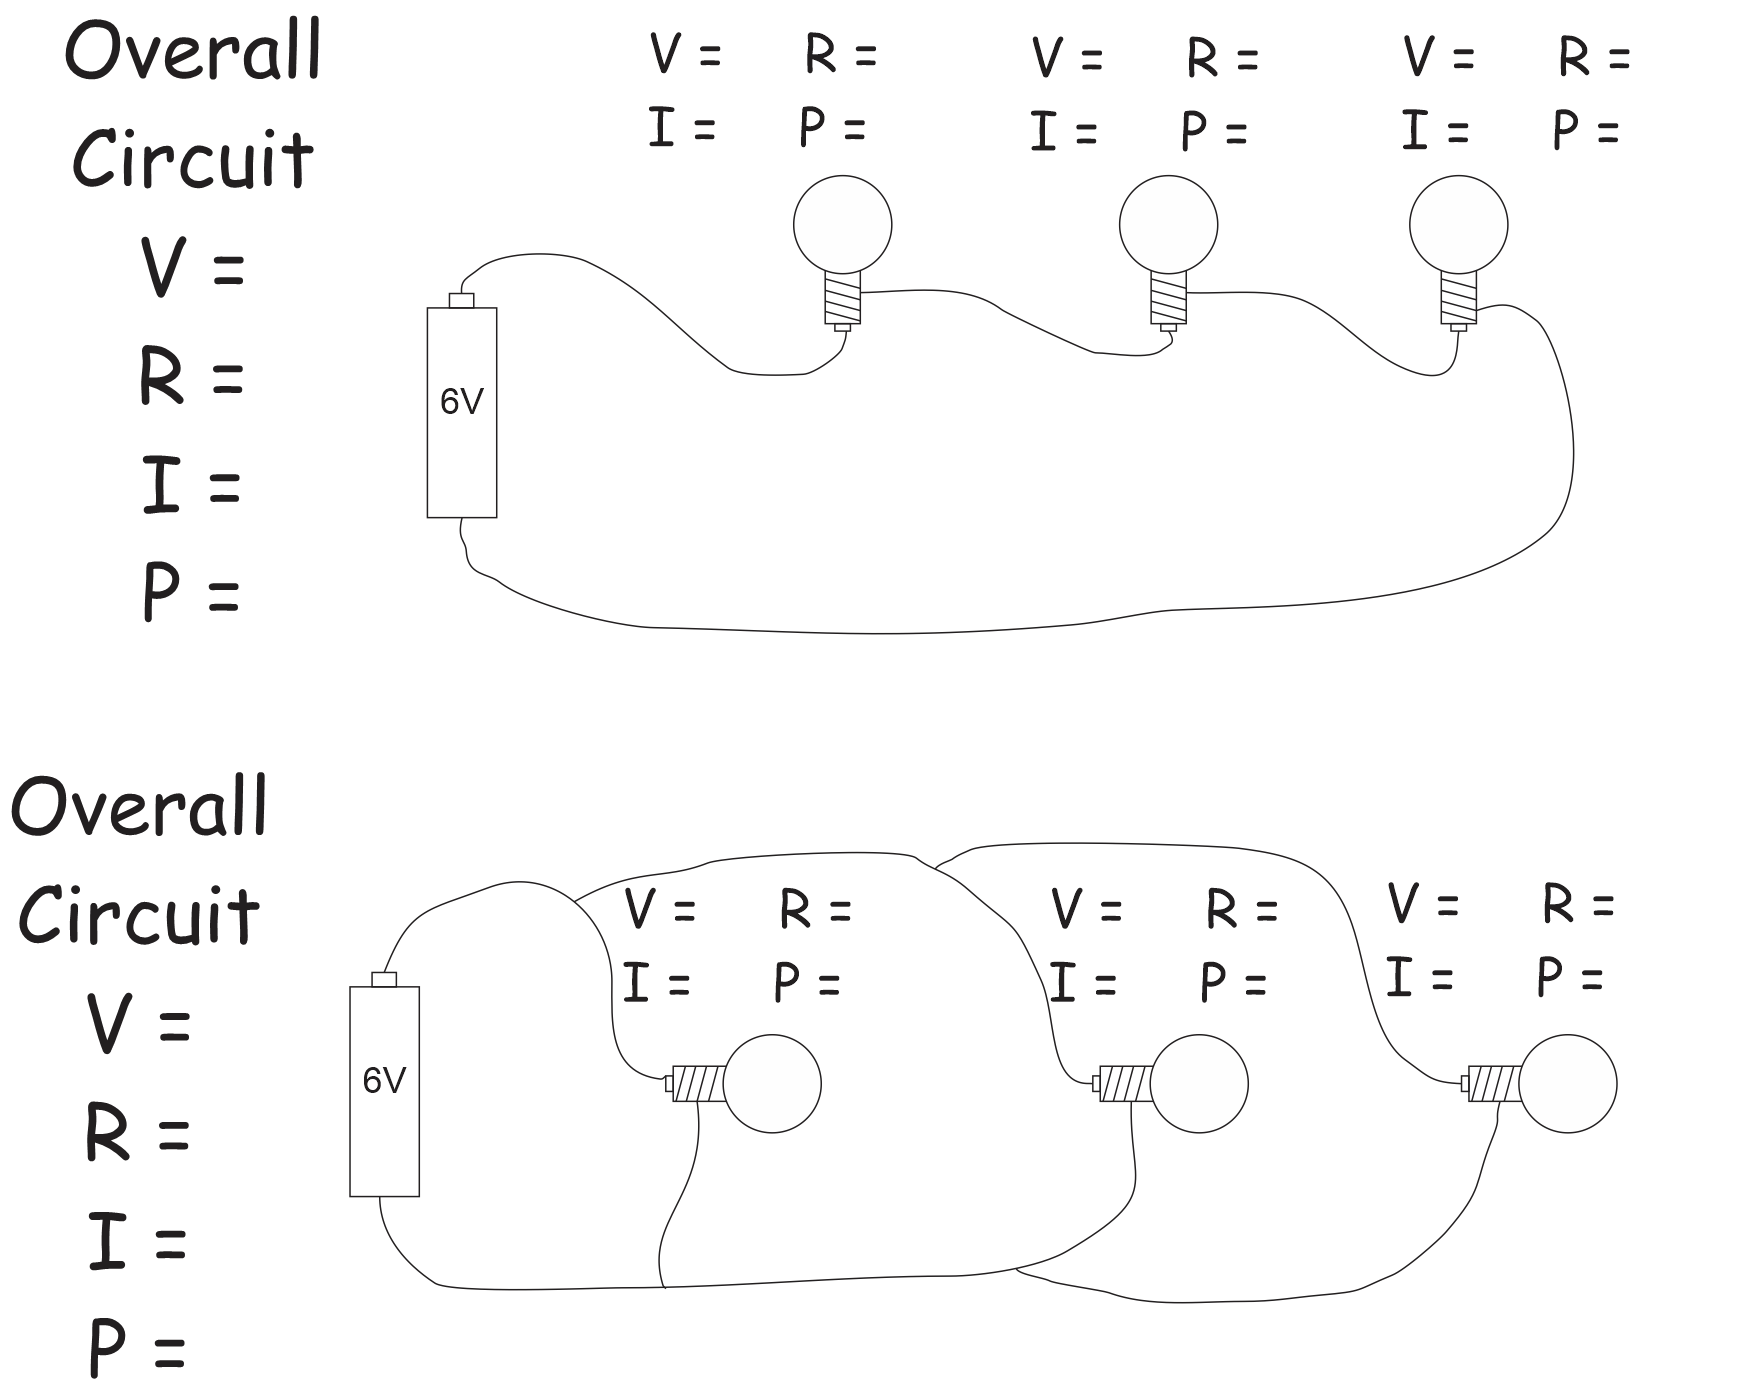 Overall
Circuit
V =
R =
I =
P =
V = R =
I = P =
V = R =
I = P =
V = R =
I = P =
6V
Overall
Circuit
V =
R =
I =
P =
V = R =
I = P =
V = R =
I = P =
V = R =
I = P =
6V